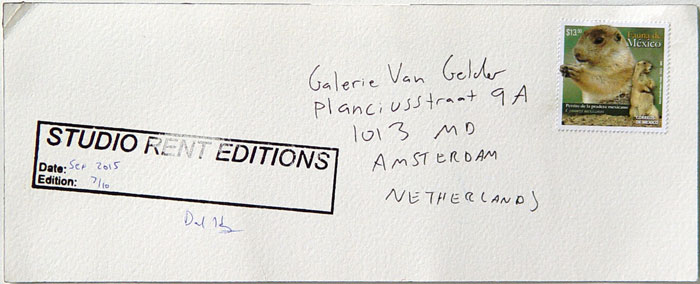 $13.50
Fauna de
México
Perrito de la pradera mexicano
CORREOS
DE MEXICO
Galerie Van Gelder
Planciusstraat 9A
1013 MD
AMSTERDAM
NETHERLANDS
STUDIO RENT EDITIONS
Date: Sep 2015
Edition: 7/10